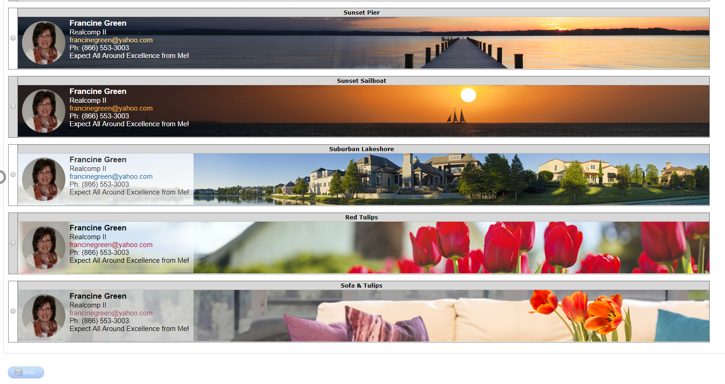 Sunset Pier
Francine Green
Realcomp II
francinegreen@yahoo.com
Ph: (866) 553-3003
Expect All Around Excellence from Me!
Sunset Sailboat
Francine Green
Realcomp II
francinegreen@yahoo.com
Ph: (866) 553-3003
Expect All Around Excellence from Me!
Suburban Lakeshore
Francine Green
Realcomp II
francinegreen@yahoo.com
Ph: (866) 553-3003
Expect All Around Excellence from Me!
Red Tulips
Francine Green
Realcomp II
francinegreen@yahoo.com
Ph: (866) 553-3003
Expect All Around Excellence from Me!
Sofa & Tulips
Francine Green
Realcomp II
francinegreen@yahoo.com
Ph: (866) 553-3003
Expect All Around Excellence from Me!